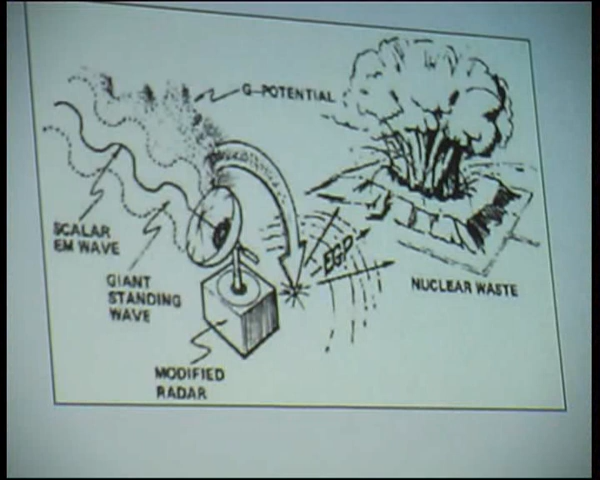 G-POTENTIAL
SCALAR
EM WAVE
GIANT
STANDING
WAVE
EGP
NUCLEAR WASTE
MODIFIED
RADAR